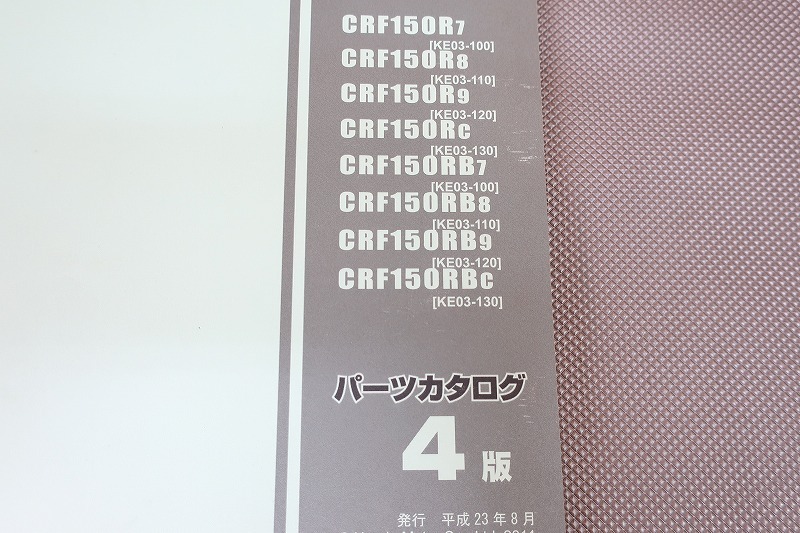 CRF150R7
[KE03-100]
CRF150R8
[KE03-110]
CRF150R9
[KE03-120]
CRF150Rc
[KE03-130]
CRF150RB7
[KE03-100]
CRF150RB8
[KE03-110]
CRF150RB9
[KE03-120]
CRF150RBc
[KE03-130]
パーツカタログ
4版
発行 平成23年8月